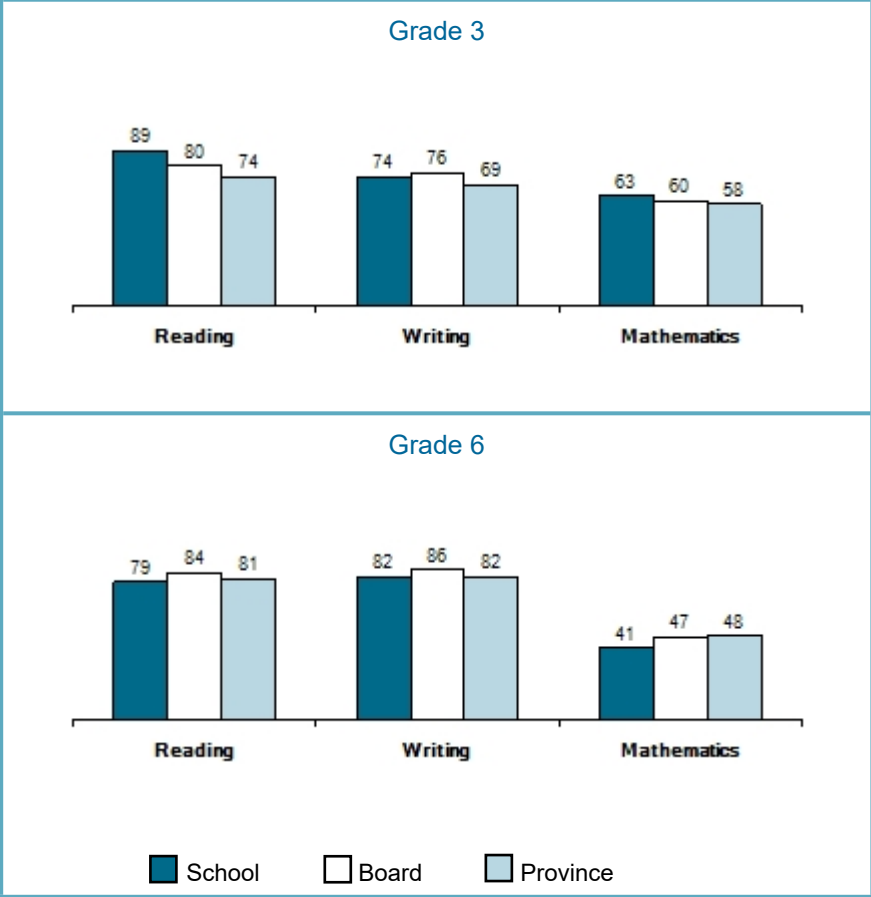 Grade 3
89 80 74 74 76 69 63 60 58
Reading Writing Mathematics
Grade 6
79 84 81 82 86 82 41 47 48
Reading Writing Mathematics
School Board Province